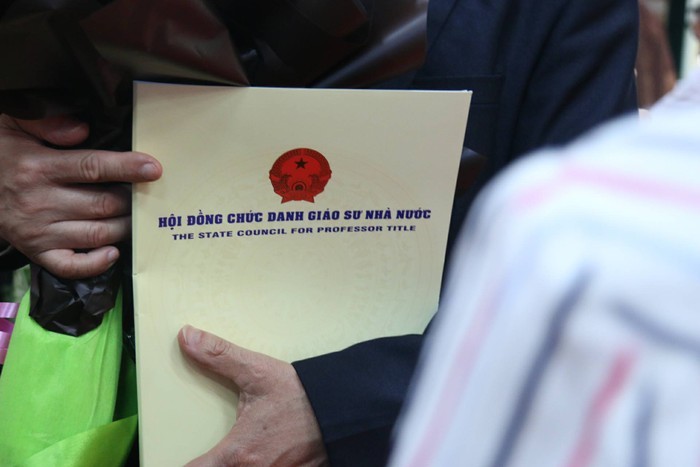 HỘI ĐỒNG CHỨC DANH GIÁO SƯ NHÀ NƯỚC
THE STATE COUNCIL FOR PROFESSOR TITLE